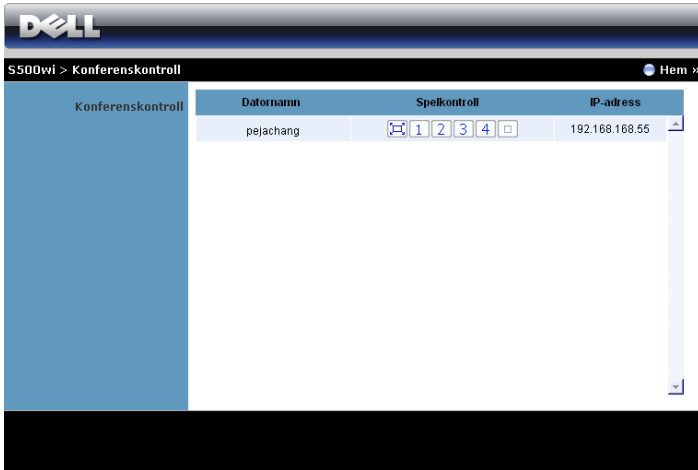 DELL
S500wi > Konferenskontroll
Hem »
Konferenskontroll
Datornamn Spelkontroll IP-adress
pejachang 1 2 3 4 192.168.168.55